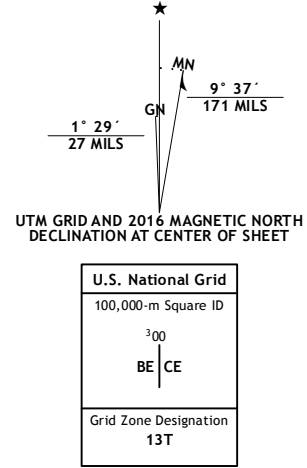 ★
MN
GN
9° 37´
171 MILS
1° 29´
27 MILS
UTM GRID AND 2016 MAGNETIC NORTH
DECLINATION AT CENTER OF SHEET
U.S. National Grid
100,000-m Square ID
³00
BE CE
Grid Zone Designation
13T